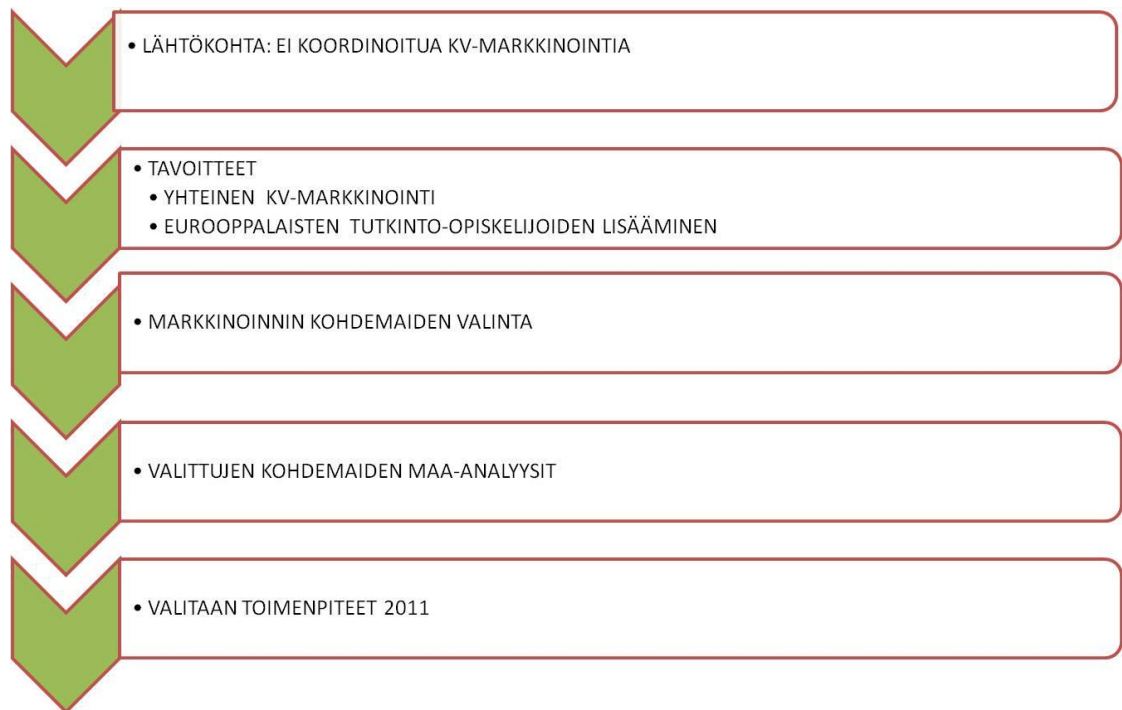 • LÄHTÖKOHTA: EI KOORDINOITUA KV-MARKKINOINTIA
• TAVOITTEET
• YHTEINEN KV-MARKKINOINTI
• EUROOPPALAISTEN TUTKINTO-OPISKELIJOIDEN LISÄÄMINEN
• MARKKINOINNIN KOHDEMAIDEN VALINTA
• VALITTUJEN KOHDEMAIDEN MAA-ANALYYSIT
• VALITAAN TOIMENPITEET 2011